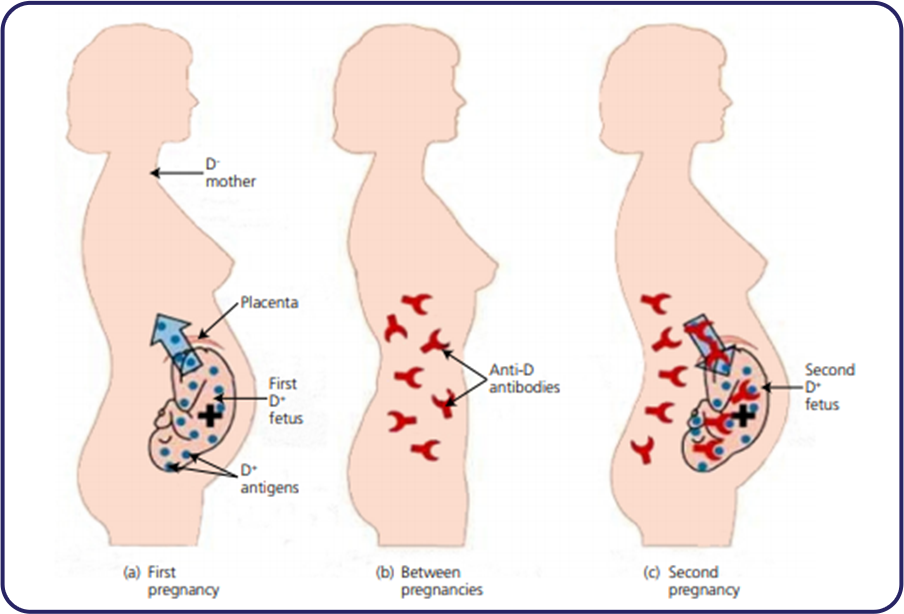 D-
mother
Placenta
First
D+
fetus
D+
antigens
Anti-D
antibodies
Second
D+
fetus
(a) First
pregnancy
(b) Between
pregnancies
(c) Second
pregnancy